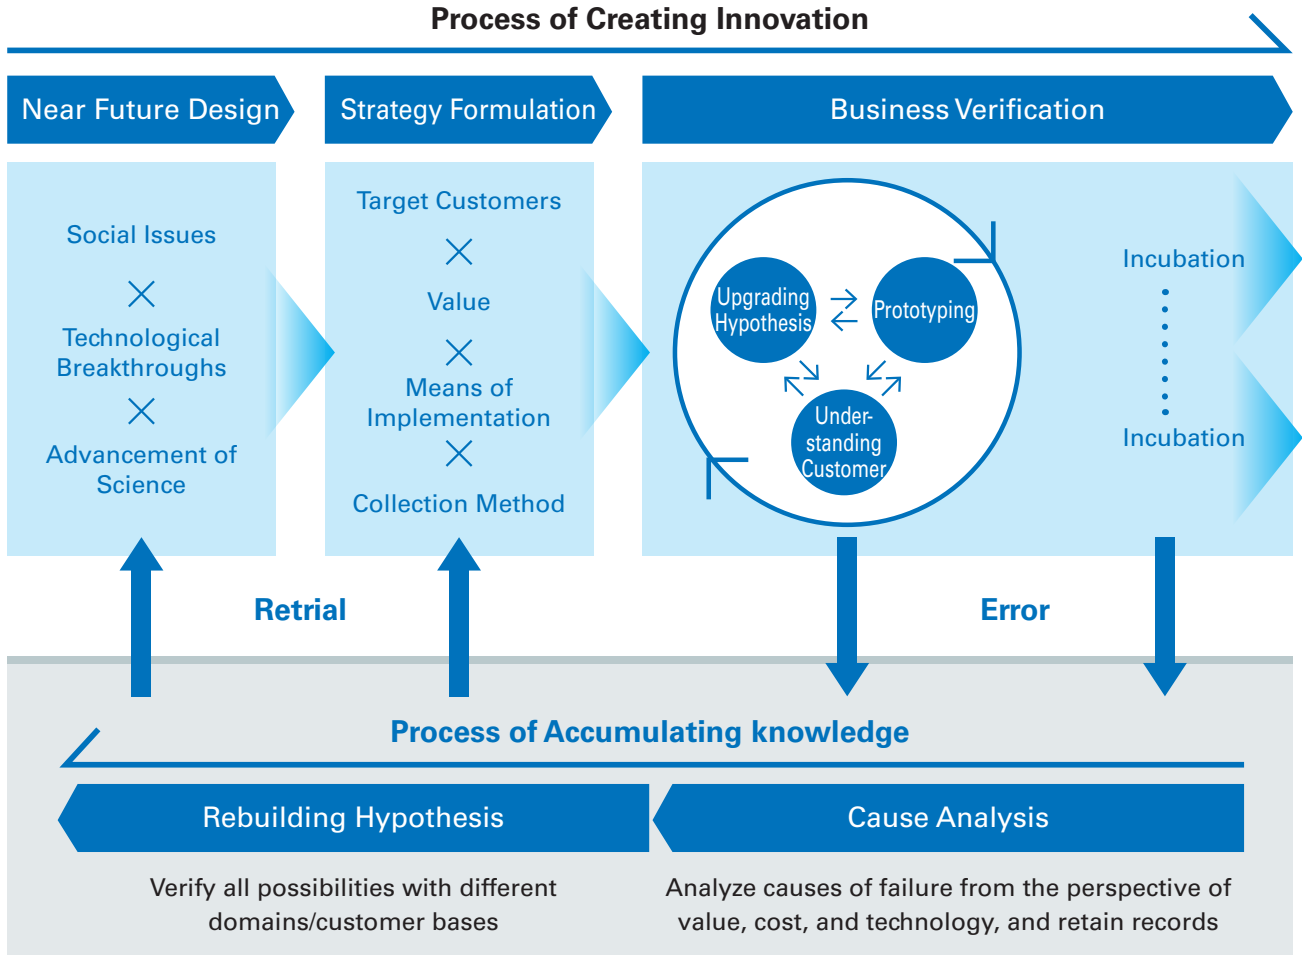 Process of Creating Innovation
Near Future Design
Strategy Formulation
Business Verification
Social Issues
Technological
Breakthroughs
Advancement of
Science
Target Customers
Value
Means of
Implementation
Collection Method
Upgrading
Hypothesis
Prototyping
Under-
standing
Customer
Incubation
Incubation
Retrial
Error
Process of Accumulating knowledge
Rebuilding Hypothesis
Cause Analysis
Verify all possibilities with different
domains/customer bases
Analyze causes of failure from the perspective of
value, cost, and technology, and retain records